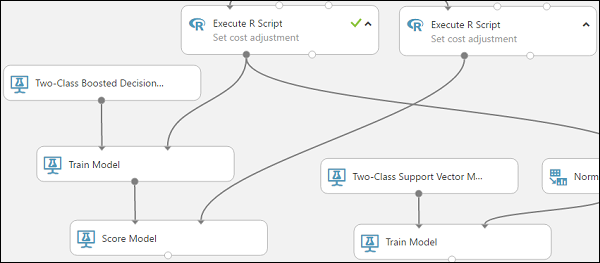 Execute R Script
Set cost adjustment
Execute R Script
Set cost adjustment
Two-Class Boosted Decision...
Train Model
Two-Class Support Vector M...
Norm
Score Model
Train Model